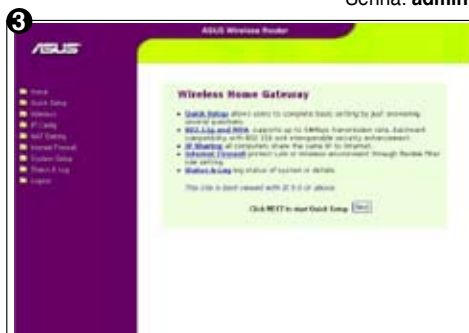 Senha: admin
3
ASUS Wireless Router
ASUS
Home
Quick Setup
Wireless
IP Config
NAT Setting
Internet Firewall
System Setup
Status & Log
Logout
Wireless Home Gateway
Quick Setup allows users to complete basic setting by just answering
several questions.
802.11g and WPA supports up to 54Mbps transmission rate, backward
compatibility with 802.11b and interoperable security enhancement.
IP Sharing all computers share the same IP to Internet.
Internet Firewall protect LAN or wireless environment through flexible filter
rule setting.
Status & Log log status of system in details.
This site is best viewed with IE 5.0 or above.
Click NEXT to start Quick Setup
Next